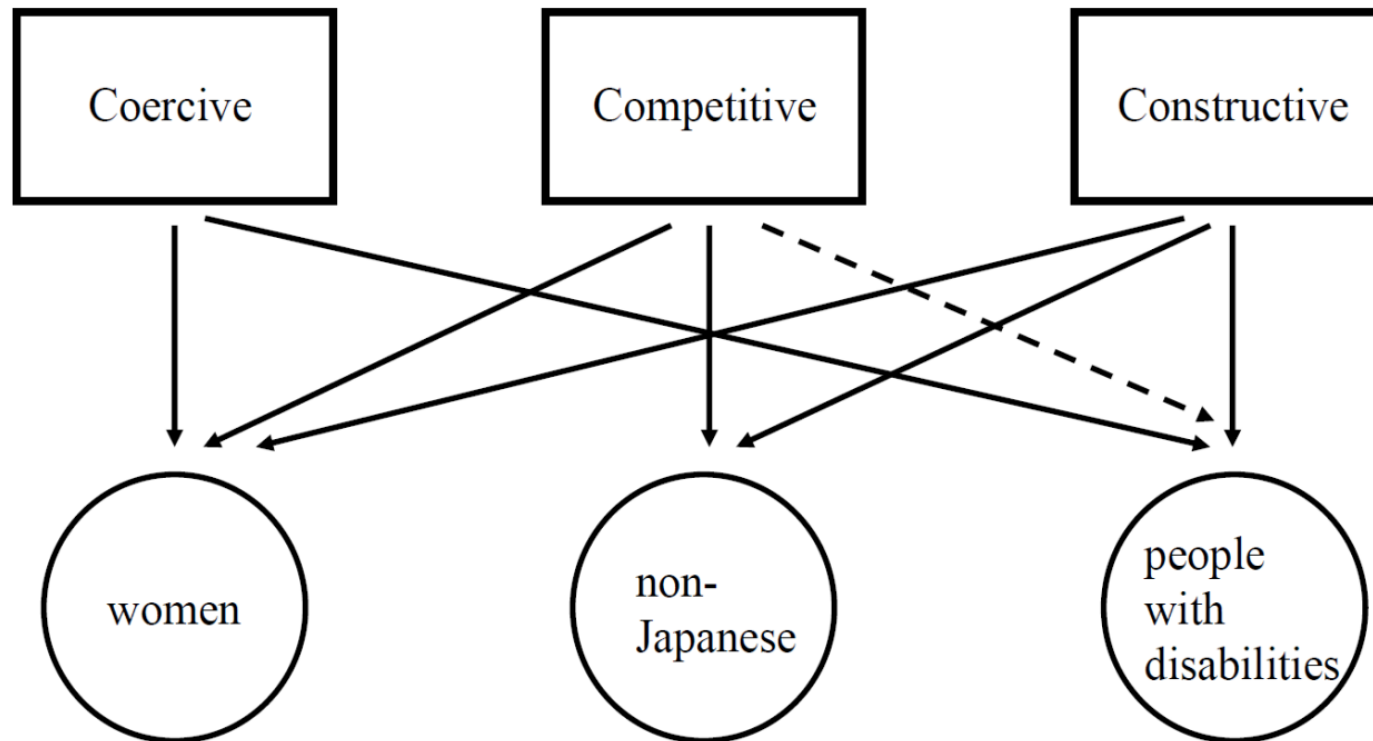 Coercive
Competitive
Constructive
women
non-
Japanese
people
with
disabilities